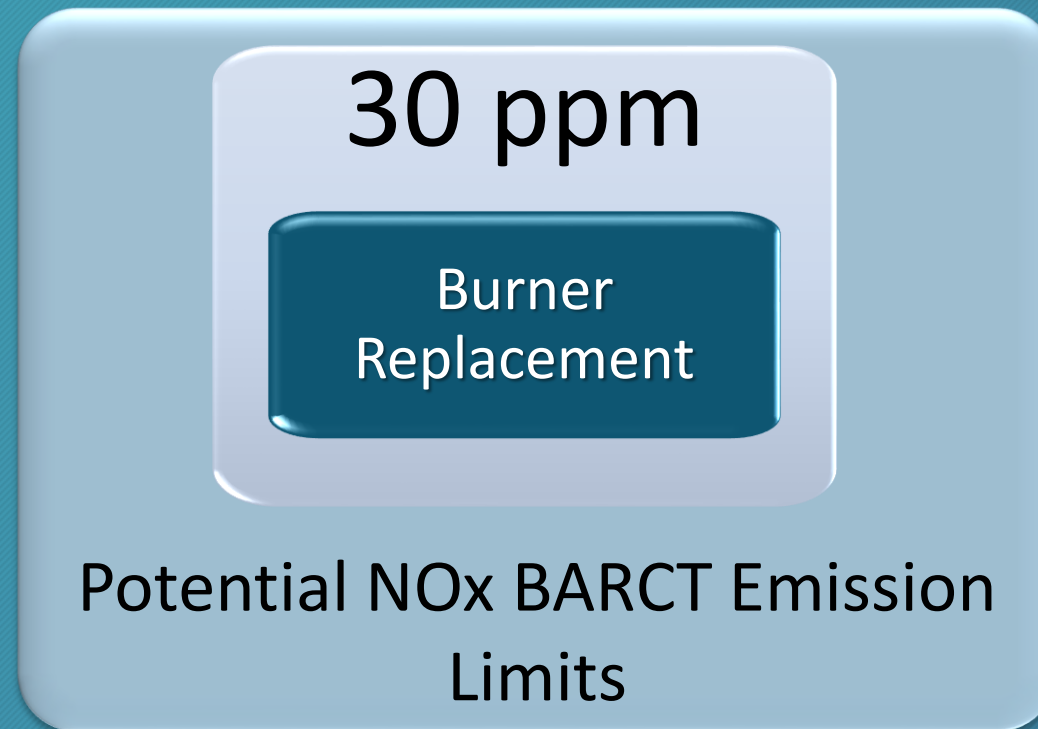 30 ppm
Burner
Replacement
Potential NOx BARCT Emission
Limits